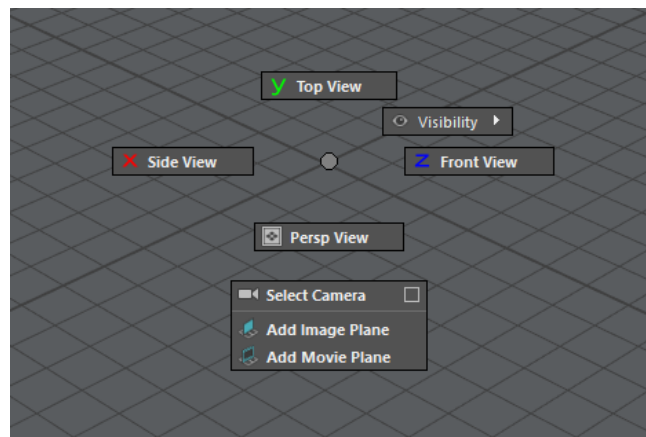 Y Top View
Visibility
X Side View
Z Front View
Persp View
Select Camera
Add Image Plane
Add Movie Plane